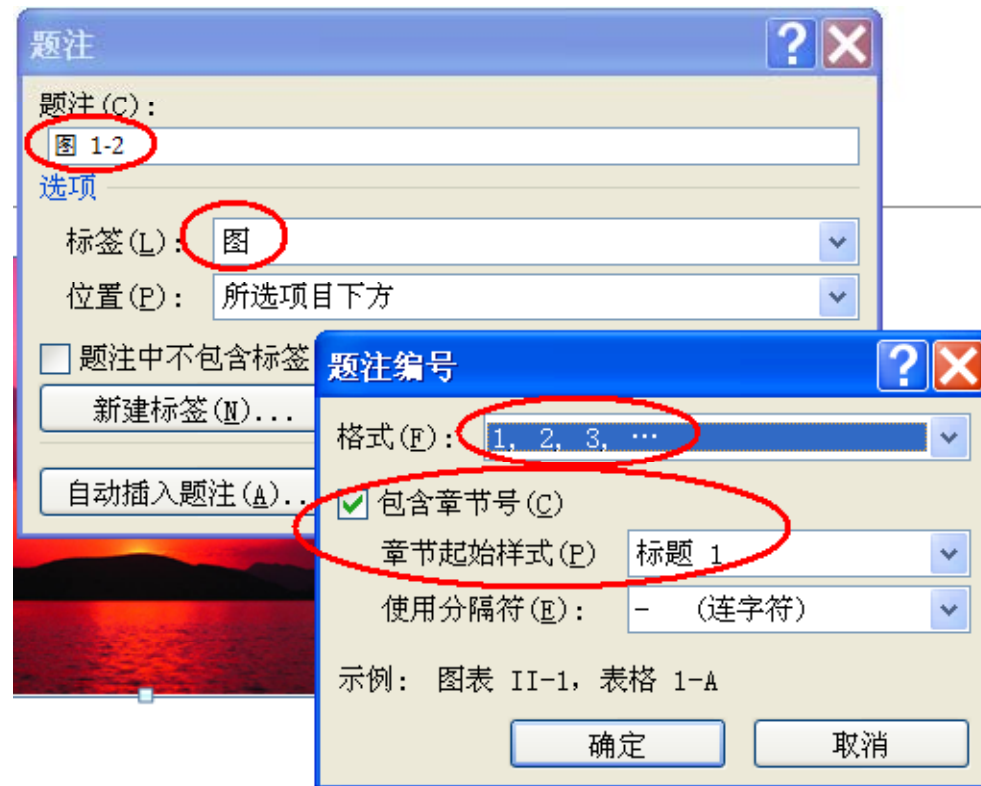 题注
题注(C):
图 1-2
选项
标签(L): 图
位置(P): 所选项目下方
题注中不包含标签
新建标签(N)...
自动插入题注(A)..
题注编号
格式(F): 1, 2, 3, …
包含章节号(C)
章节起始样式(P) 标题 1
使用分隔符(E): - (连字符)
示例: 图表 II-1, 表格 1-A
确定 取消